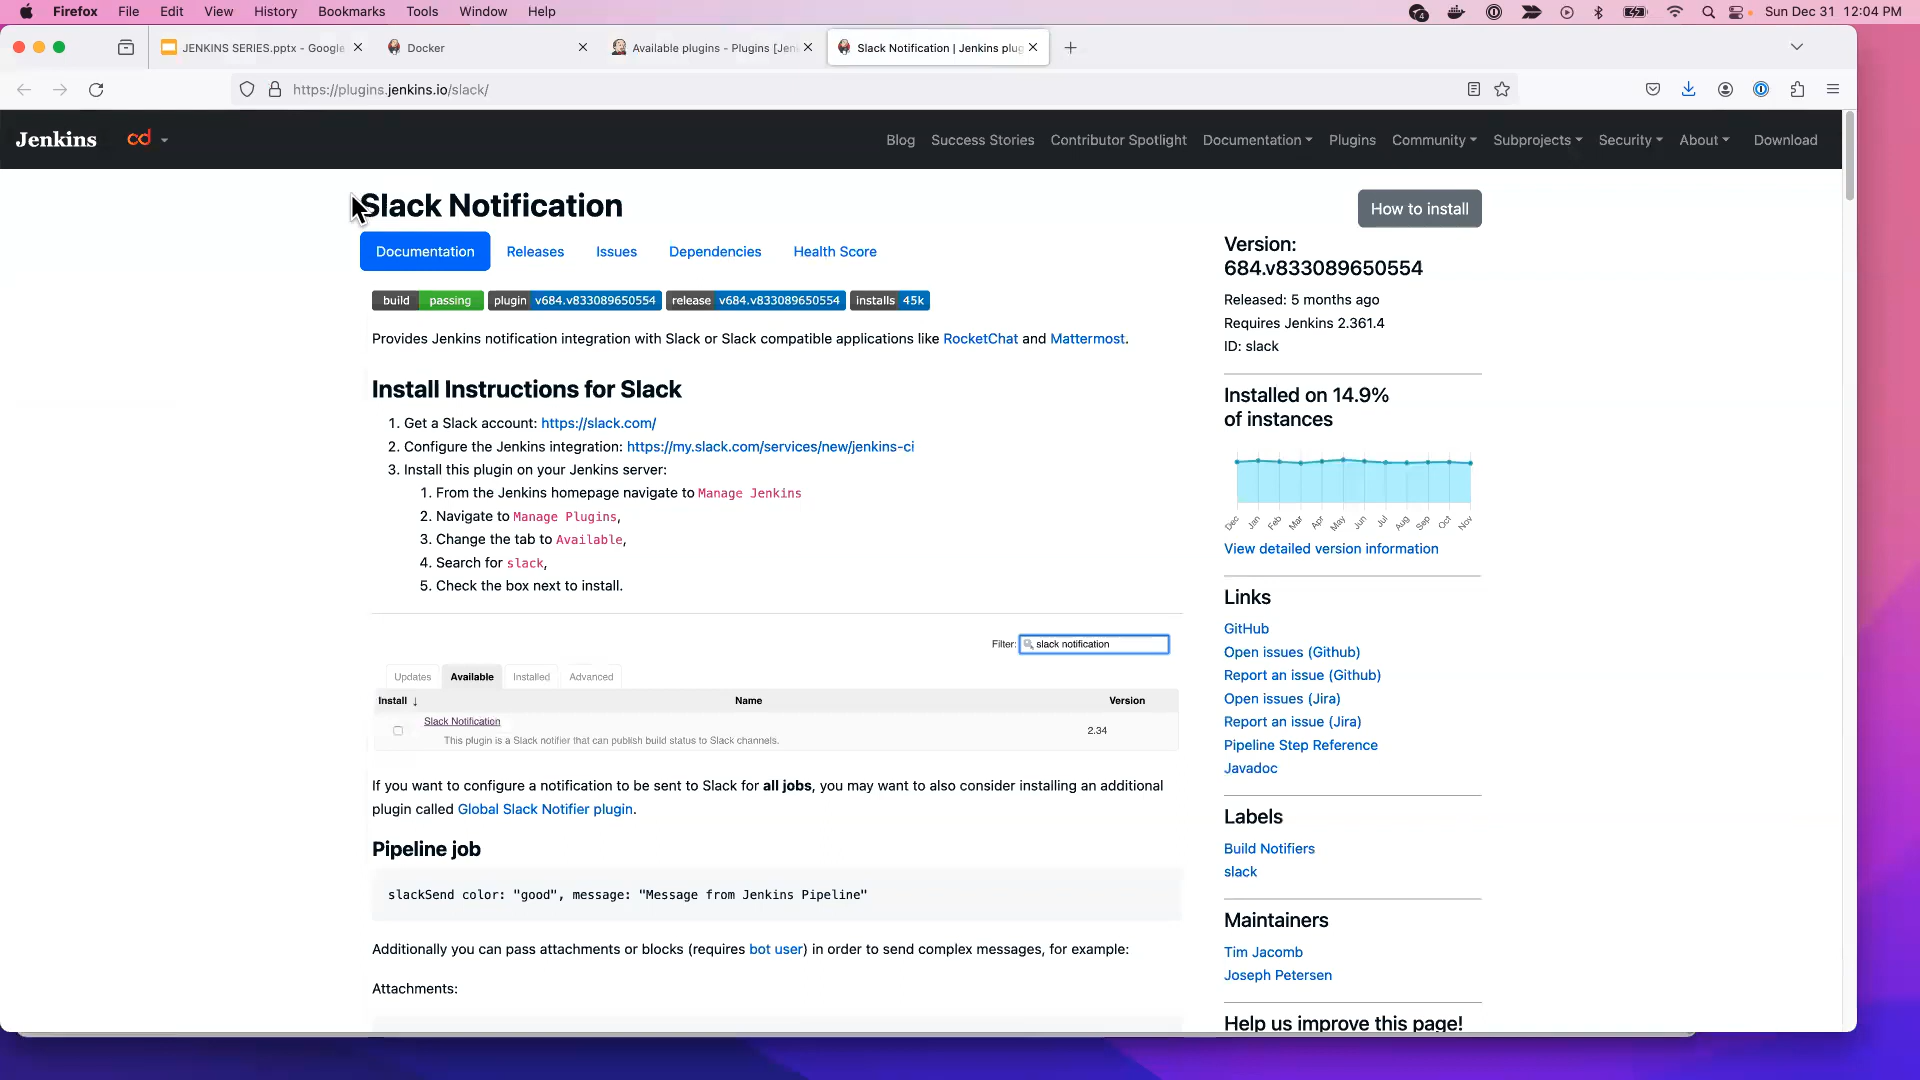 Firefox File Edit View History Bookmarks Tools Window Help 4 Sun Dec 31 12:04 PM
JENKINS SERIES.pptx - Google Docker Available plugins - Plugins [Jen Slack Notification | Jenkins plug
https://plugins.jenkins.io/slack/
Jenkins cd Blog Success Stories Contributor Spotlight Documentation Plugins Community Subprojects Security About Download
Slack Notification
How to install
Documentation Releases Issues Dependencies Health Score
build passing plugin v684.v833089650554 release v684.v833089650554 installs 45k
Provides Jenkins notification integration with Slack or Slack compatible applications like RocketChat and Mattermost.
Install Instructions for Slack
1. Get a Slack account: https://slack.com/
2. Configure the Jenkins integration: https://my.slack.com/services/new/jenkins-ci
3. Install this plugin on your Jenkins server:
1. From the Jenkins homepage navigate to Manage Jenkins
2. Navigate to Manage Plugins,
3. Change the tab to Available,
4. Search for slack,
5. Check the box next to install.
Filter: slack notification
Updates Available Installed Advanced
Install ↓ Name Version
Slack Notification
This plugin is a Slack notifier that can publish build status to Slack channels.
2.34
If you want to configure a notification to be sent to Slack for all jobs, you may want to also consider installing an additional
plugin called Global Slack Notifier plugin.
Pipeline job
slackSend color: "good", message: "Message from Jenkins Pipeline"
Additionally you can pass attachments or blocks (requires bot user) in order to send complex messages, for example:
Attachments:
Version:
684.v833089650554
Released: 5 months ago
Requires Jenkins 2.361.4
ID: slack
Installed on 14.9%
of instances
Dec Jan Feb Mar Apr May Jun Jul Aug Sep Oct Nov
View detailed version information
Links
GitHub
Open issues (Github)
Report an issue (Github)
Open issues (Jira)
Report an issue (Jira)
Pipeline Step Reference
Javadoc
Labels
Build Notifiers
slack
Maintainers
Tim Jacomb
Joseph Petersen
Help us improve this page!